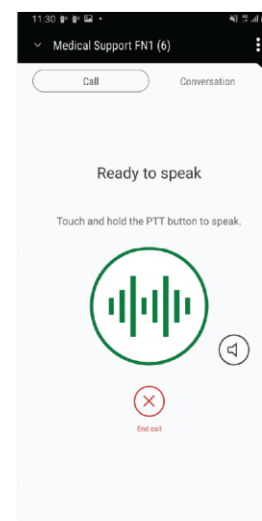 11:30
Medical Support FN1 (6)
Call Conversation
Ready to speak
Touch and hold the PTT button to speak.
End call